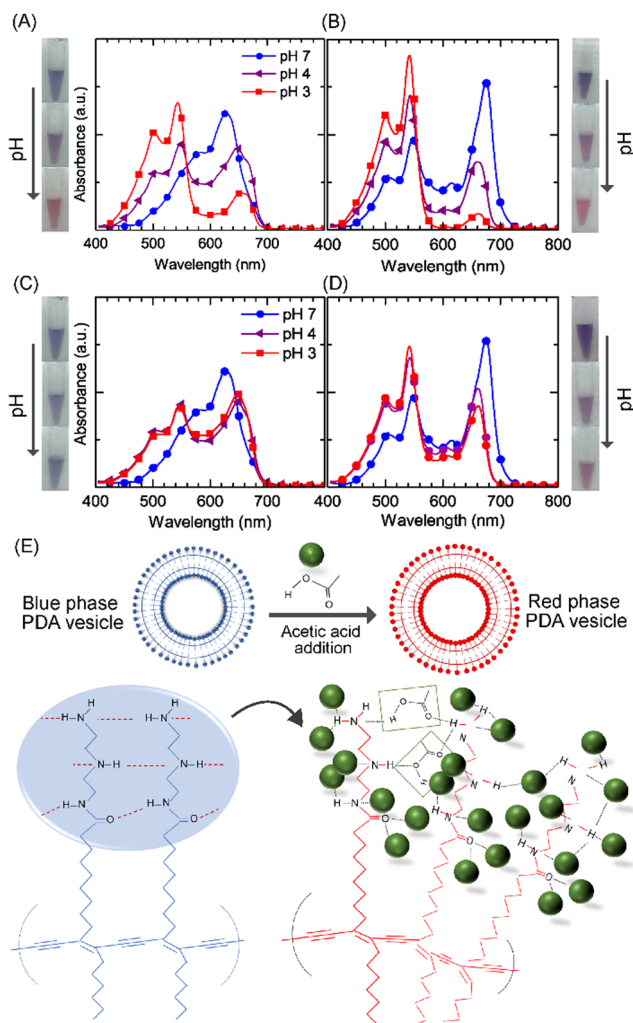 (A)
(B)
pH
Absorbance (a.u.)
pH 7
pH 4
pH 3
400 500 600 700
400 500 600 700 800
Wavelength (nm)
Wavelength (nm)
pH
(C)
(D)
pH
Absorbance (a.u.)
pH 7
pH 4
pH 3
400 500 600 700
400 500 600 700 800
Wavelength (nm)
Wavelength (nm)
pH
(E)
Blue phase
PDA vesicle
H O
O
Acetic acid
addition
Red phase
PDA vesicle
H H
H-N H-N
N-H N-H
H-N H-N
O O